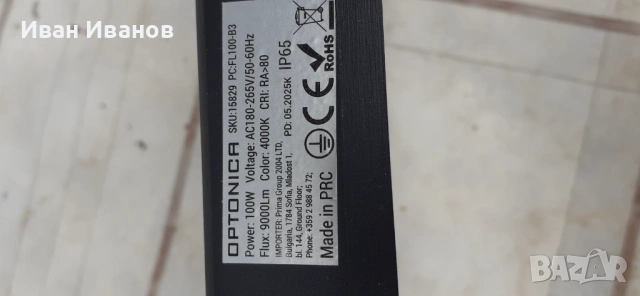 Иван Иванов
OPTONICA SKU:15829 PC:FL100-B3
Power: 100W Voltage: AC180-265V/50-60Hz
Flux: 9000Lm Color: 4000K CRI: RA>80
IMPORTER: Prima Group 2004 LTD,
Bulgaria, 1784 Sofia, Mladost 1,
bl. 144, Ground Floor;
Phone: +359 2 988 45 72;
Made in PRC
PD: 05.2025K IP65
CE
RoHS
BAZAR